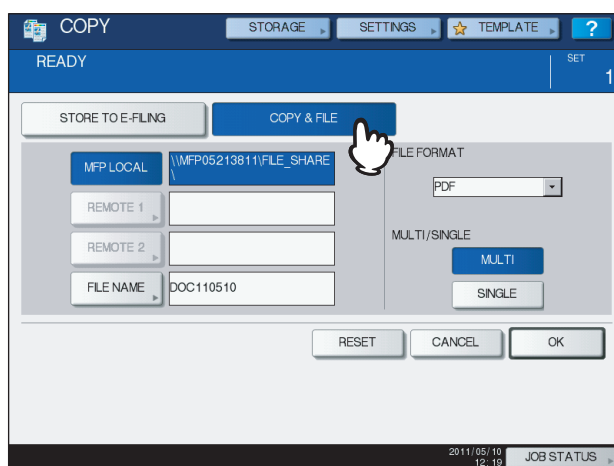 COPY
STORAGE
SETTINGS
TEMPLATE
?
READY
SET
1
STORE TO E-FILING
COPY & FILE
MFP LOCAL
\\MFP05213811\FILE_SHARE
\
REMOTE 1
REMOTE 2
FILE NAME
DOC110510
FILE FORMAT
PDF
MULTI/SINGLE
MULTI
SINGLE
RESET
CANCEL
OK
2011/05/10
12:19
JOB STATUS